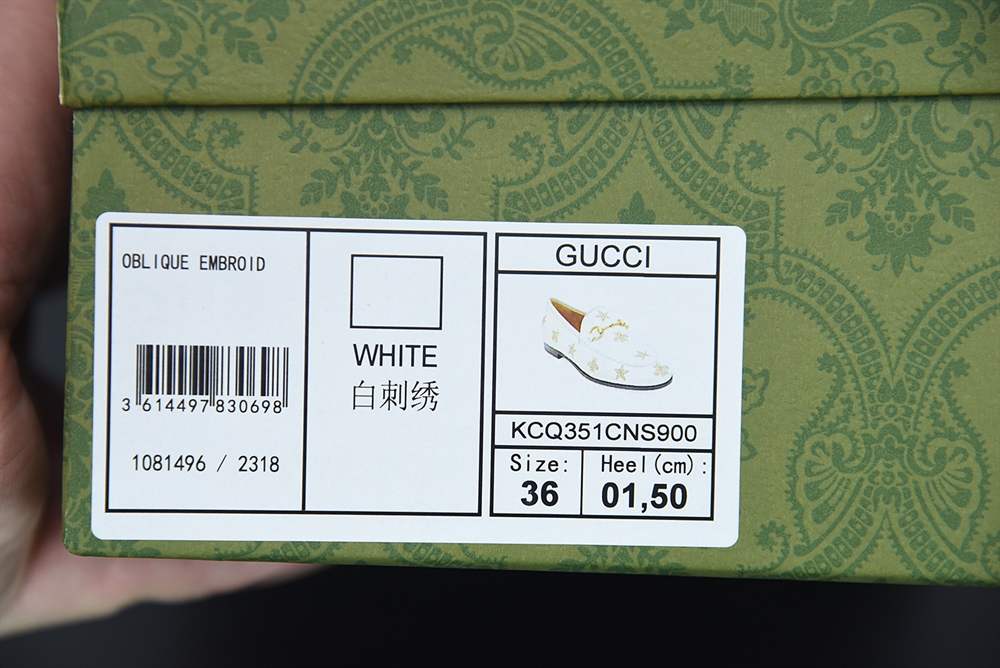 OBLIQUE EMBROID
3 614497 830698
1081496 / 2318
WHITE
白刺绣
GUCCI
KCQ351CNS900
Size:
36
Heel(cm):
01,50